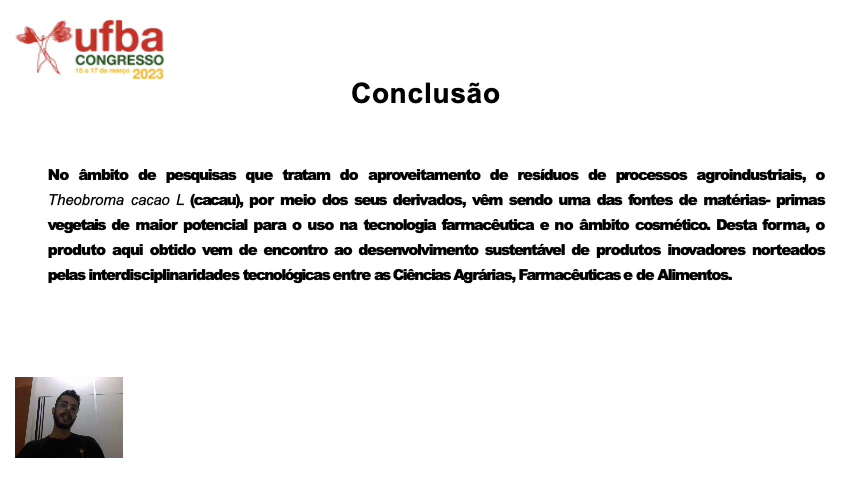 ufba
CONGRESSO
15 a 17 de março 2023
Conclusão
No âmbito de pesquisas que tratam do aproveitamento de resíduos de processos agroindustriais, o
Theobroma cacao L (cacau), por meio dos seus derivados, vêm sendo uma das fontes de matérias- primas
vegetais de maior potencial para o uso na tecnologia farmacêutica e no âmbito cosmético. Desta forma, o
produto aqui obtido vem de encontro ao desenvolvimento sustentável de produtos inovadores norteados
pelas interdisciplinaridades tecnológicas entre as Ciências Agrárias, Farmacêuticas e de Alimentos.